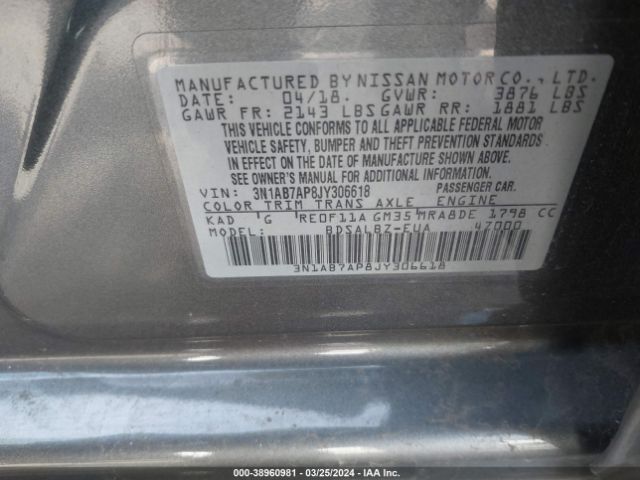 MANUFACTURED BY NISSAN MOTOR CO., LTD.
DATE: 04/18. GVWR: 3876 LBS
GAWR FR: 2143 LBS GAWR RR: 1881 LBS
THIS VEHICLE CONFORMS TO ALL APPLICABLE FEDERAL MOTOR
VEHICLE SAFETY, BUMPER AND THEFT PREVENTION STANDARDS
IN EFFECT ON THE DATE OF MANUFACTURE SHOWN ABOVE.
SEE OWNER'S MANUAL FOR ADDITIONAL INFORMATION.
VIN: 3N1AB7AP8JY306618 PASSENGER CAR.
COLOR TRIM TRANS AXLE ENGINE
KAD G RE0F11A GM35 MRA8DE 1798 CC
MODEL: BDSALBZ-EUA 47000
3N1AB7AP8JY306618
000-38960981 - 03/25/2024 - IAA Inc.